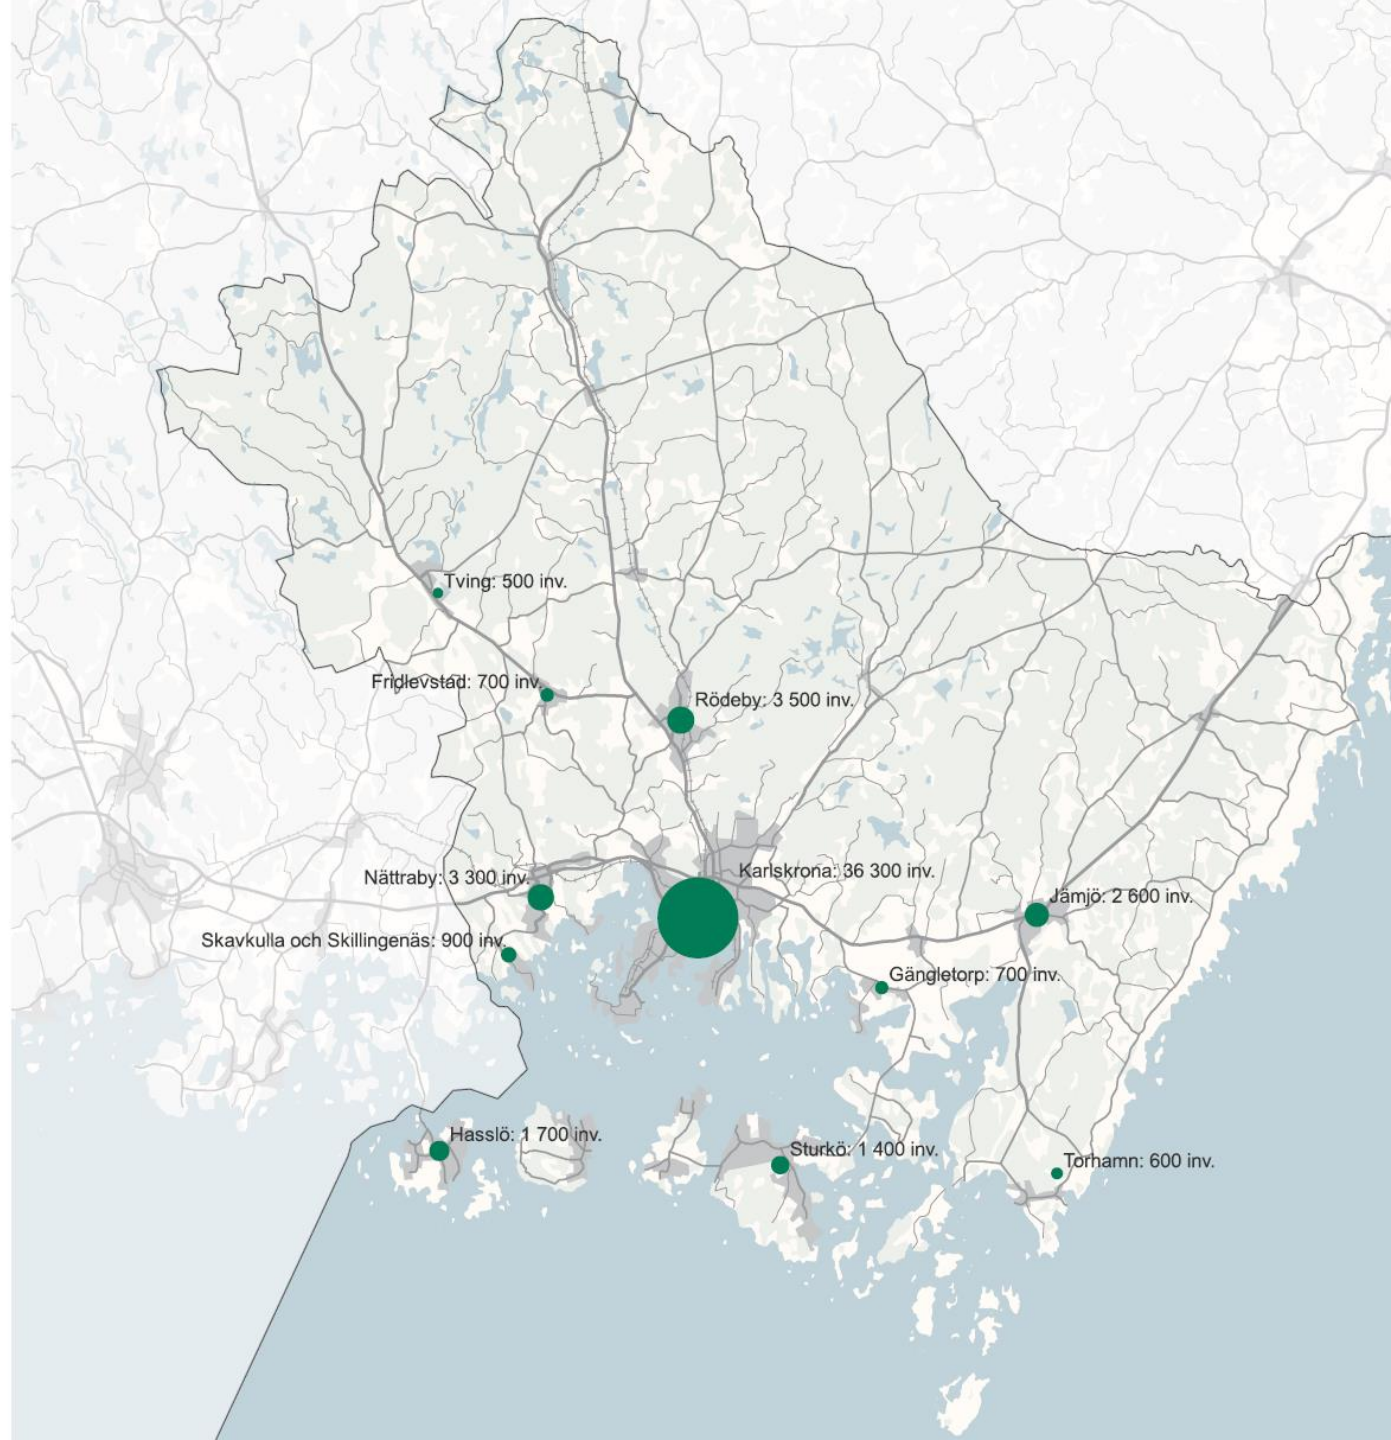 Tving: 500 inv.
Fridlevstad: 700 inv.
Rödeby: 3 500 inv.
Karlskrona: 36 300 inv.
Nättraby: 3 300 inv.
Jämjö: 2 600 inv.
Skavkulla och Skillingenäs: 900 inv.
Gängletorp: 700 inv.
Hasslö: 1 700 inv.
Sturkö: 1 400 inv.
Torhamn: 600 inv.